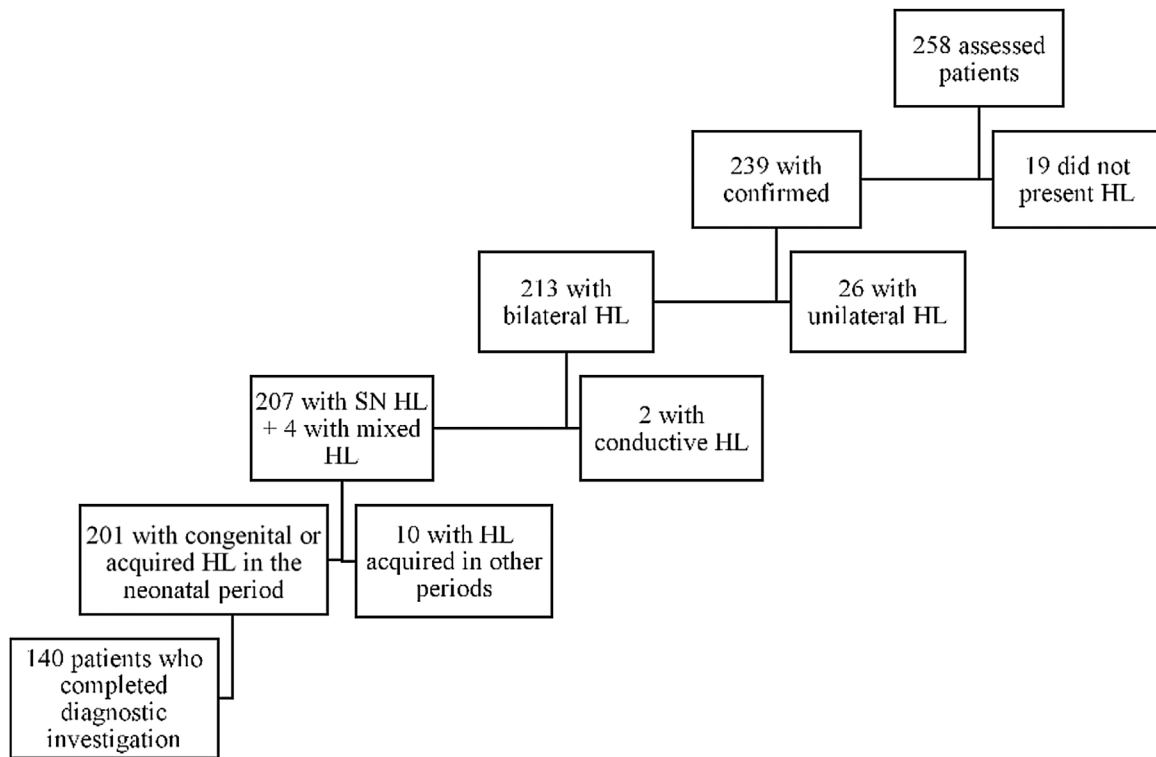 258 assessed
patients
239 with
confirmed
19 did not
present HL
213 with
bilateral HL
26 with
unilateral HL
207 with SN HL
+ 4 with mixed
HL
2 with
conductive HL
201 with congenital or
acquired HL in the
neonatal period
10 with HL
acquired in other
periods
140 patients who
completed
diagnostic
investigation